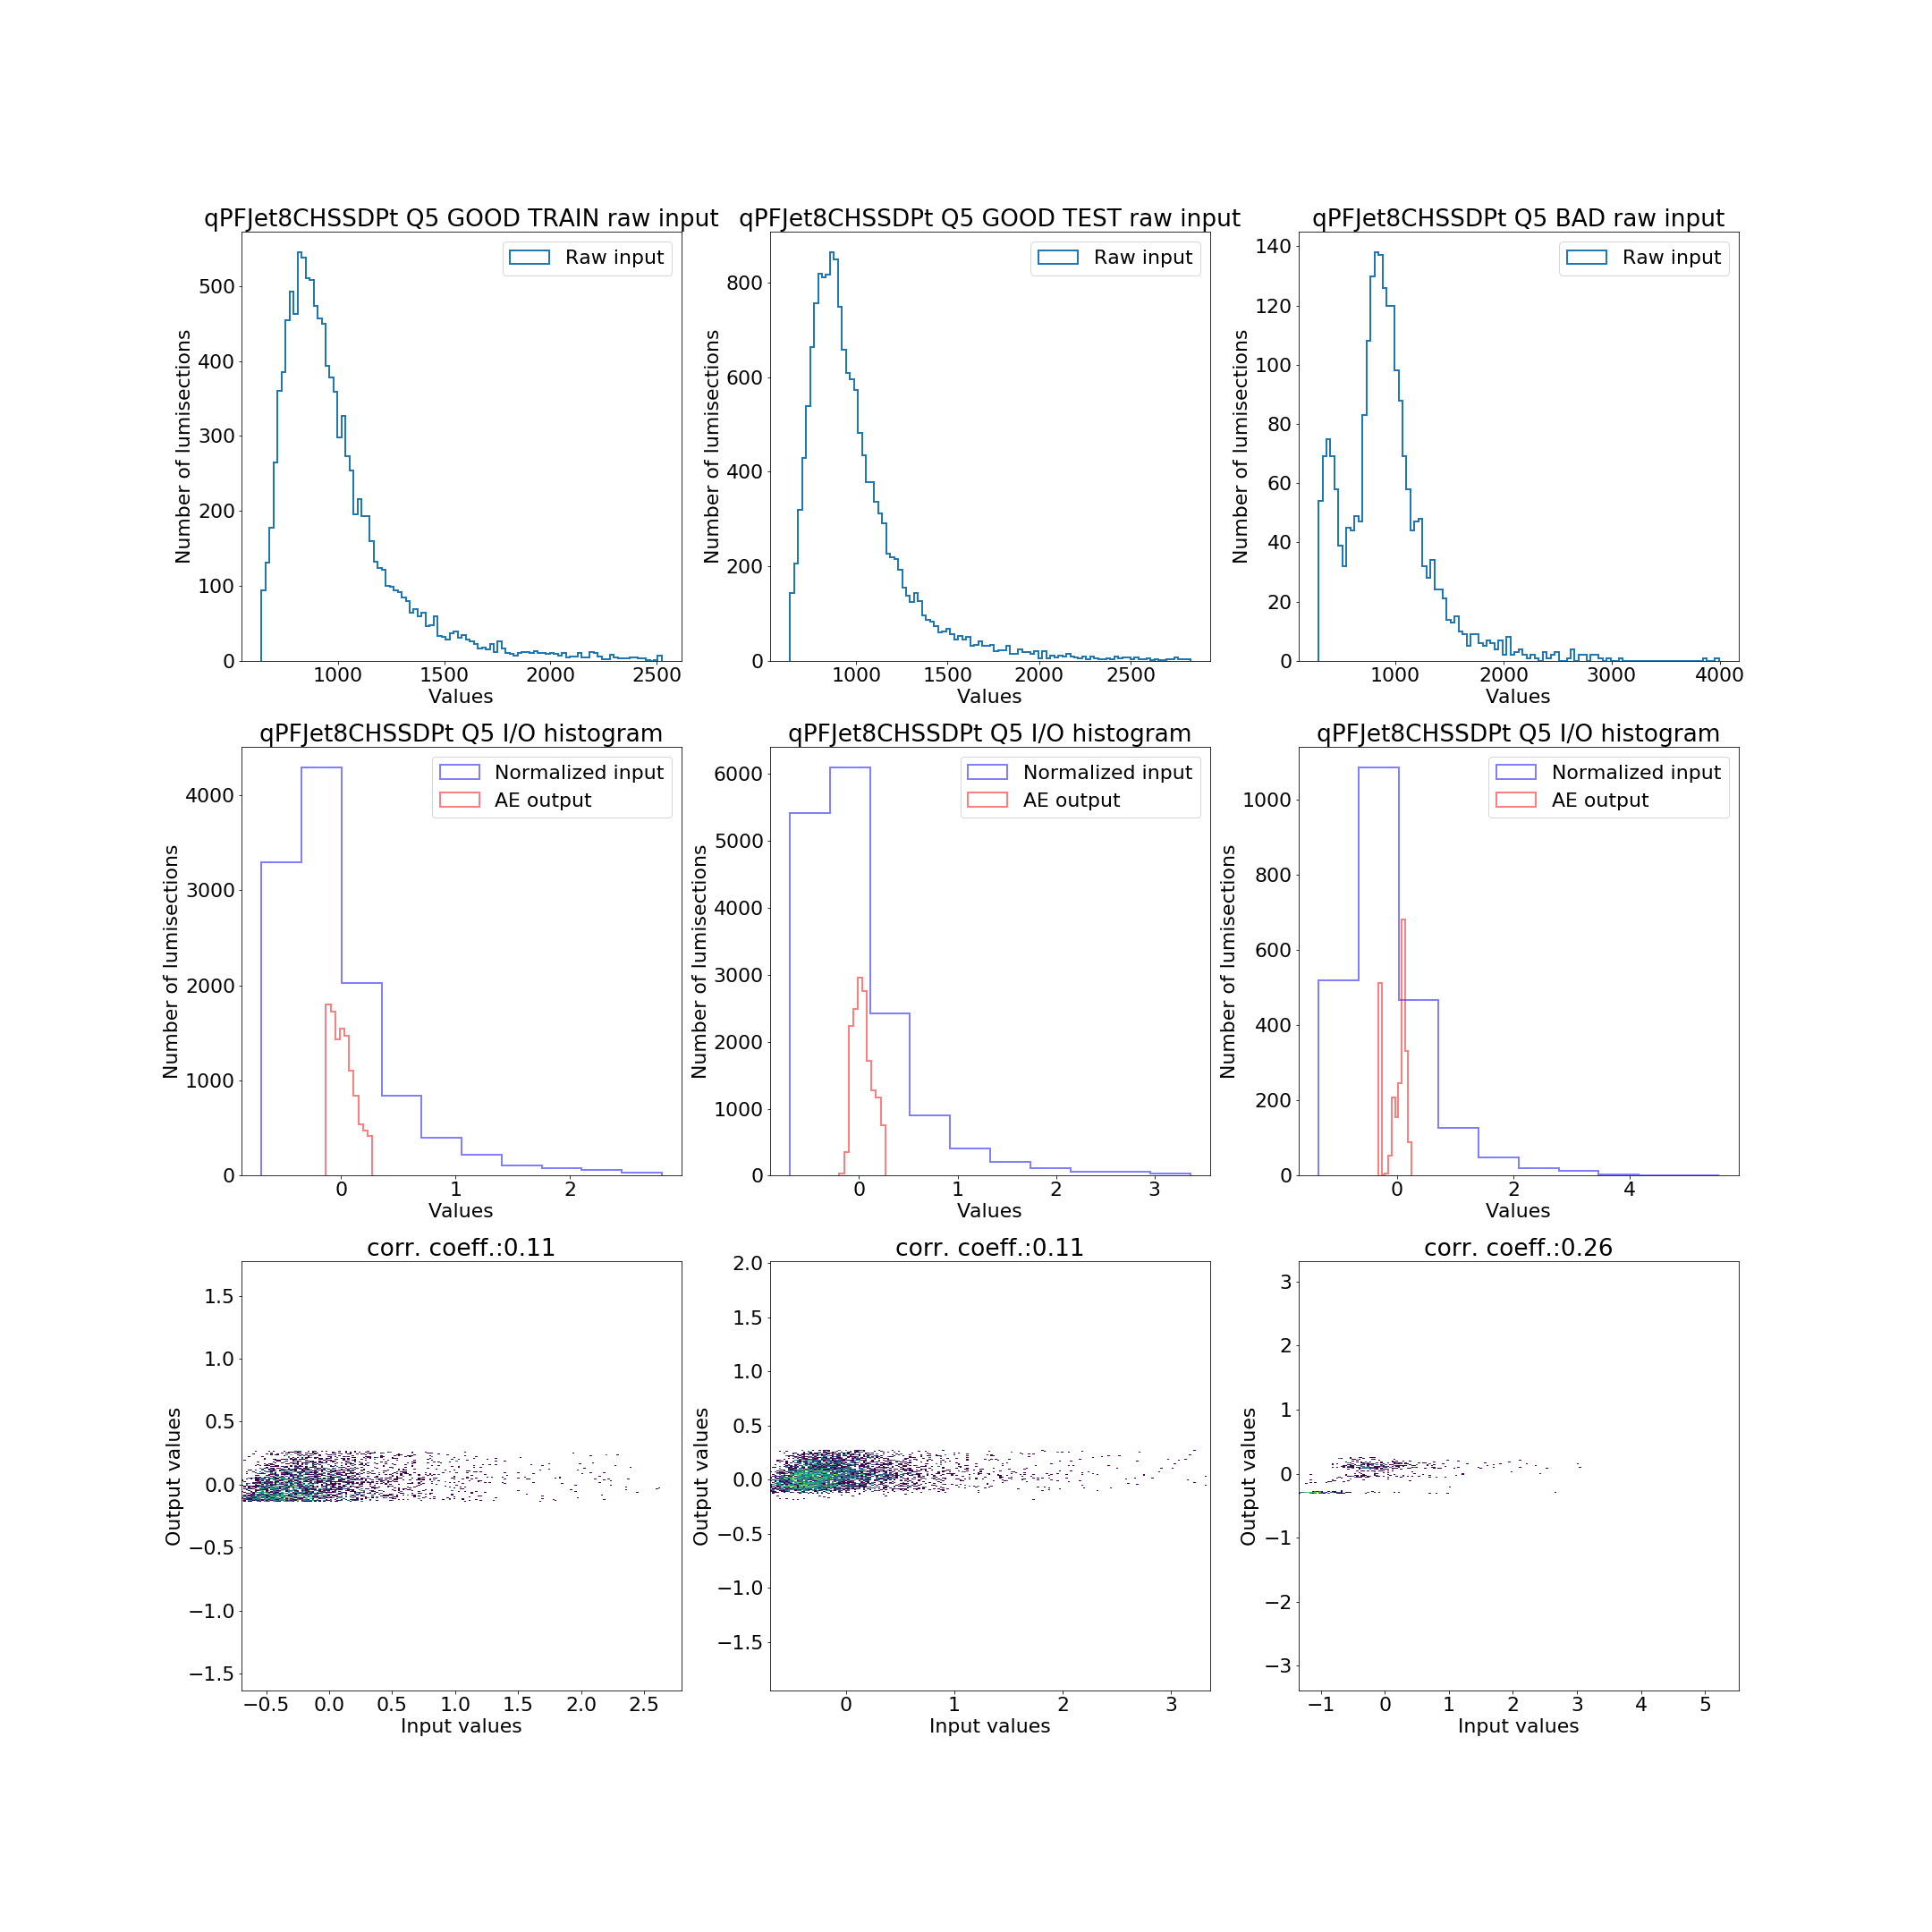 qPFJet8CHSSDPt Q5 GOOD TRAIN raw input
Raw input
Number of lumisections
0
100
200
300
400
500
1000
1500
2000
2500
Values
qPFJet8CHSSDPt Q5 GOOD TEST raw input
Raw input
Number of lumisections
0
200
400
600
800
1000
1500
2000
2500
Values
qPFJet8CHSSDPt Q5 BAD raw input
Raw input
Number of lumisections
0
20
40
60
80
100
120
140
1000
2000
3000
4000
Values
qPFJet8CHSSDPt Q5 I/O histogram
Normalized input
AE output
Number of lumisections
0
1000
2000
3000
4000
0
1
2
Values
qPFJet8CHSSDPt Q5 I/O histogram
Normalized input
AE output
Number of lumisections
0
1000
2000
3000
4000
5000
6000
0
1
2
3
Values
qPFJet8CHSSDPt Q5 I/O histogram
Normalized input
AE output
Number of lumisections
0
200
400
600
800
1000
0
2
4
Values
corr. coeff.:0.11
Output values
1.5
1.0
0.5
0.0
−0.5
−1.0
−1.5
−0.5
0.0
0.5
1.0
1.5
2.0
2.5
Input values
corr. coeff.:0.11
Output values
2.0
1.5
1.0
0.5
0.0
−0.5
−1.0
−1.5
0
1
2
3
Input values
corr. coeff.:0.26
Output values
3
2
1
0
−1
−2
−3
−1
0
1
2
3
4
5
Input values